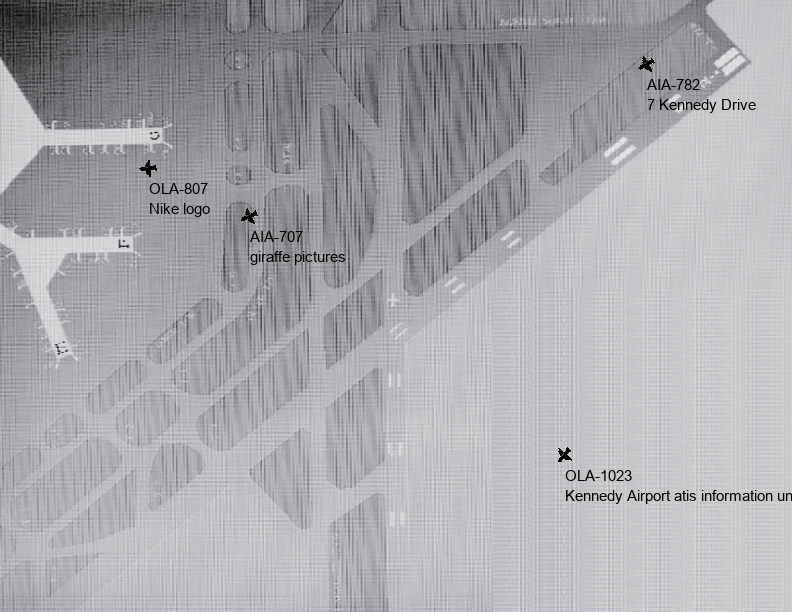 AIA-782
7 Kennedy Drive
OLA-807
Nike logo
AIA-707
giraffe pictures
OLA-1023
Kennedy Airport atis information un